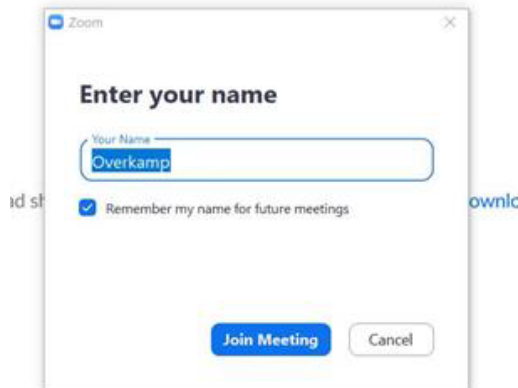 Zoom
Enter your name
Your Name
Overkamp
Remember my name for future meetings
Join Meeting
Cancel